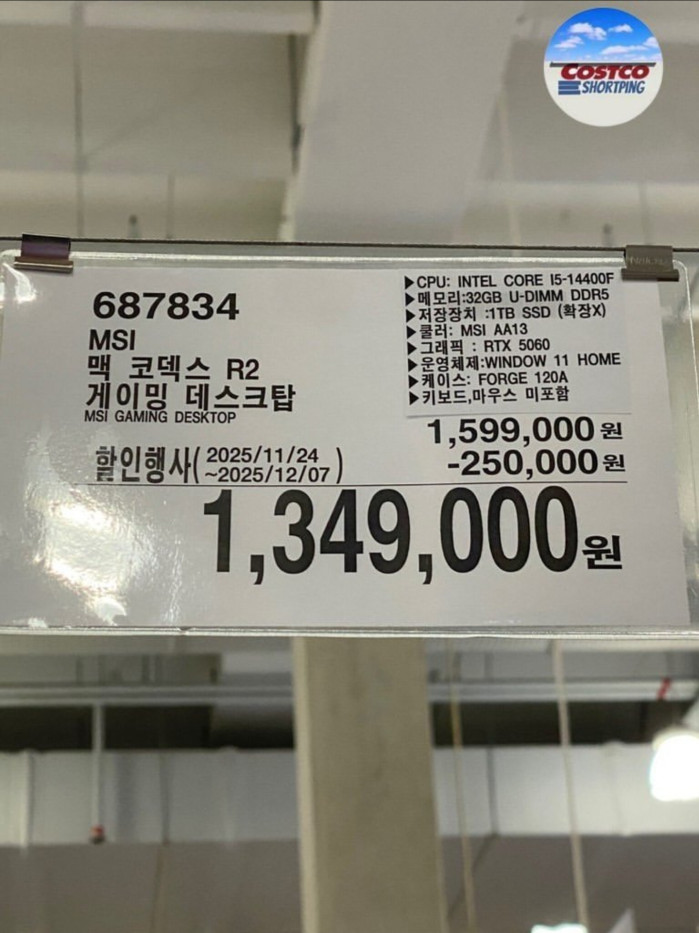 COSTCO
SHORTPING
687834
MSI
맥 코덱스 R2
게이밍 데스크탑
MSI GAMING DESKTOP
▶CPU: INTEL CORE I5-14400F
▶메모리:32GB U-DIMM DDR5
▶저장장치 :1TB SSD (확장X)
▶쿨러: MSI AA13
▶그래픽 : RTX 5060
▶운영체제:WINDOW 11 HOME
▶케이스: FORGE 120A
▶키보드,마우스 미포함
1,599,000원
할인행사( 2025/11/24 ~2025/12/07 )
-250,000원
1,349,000원